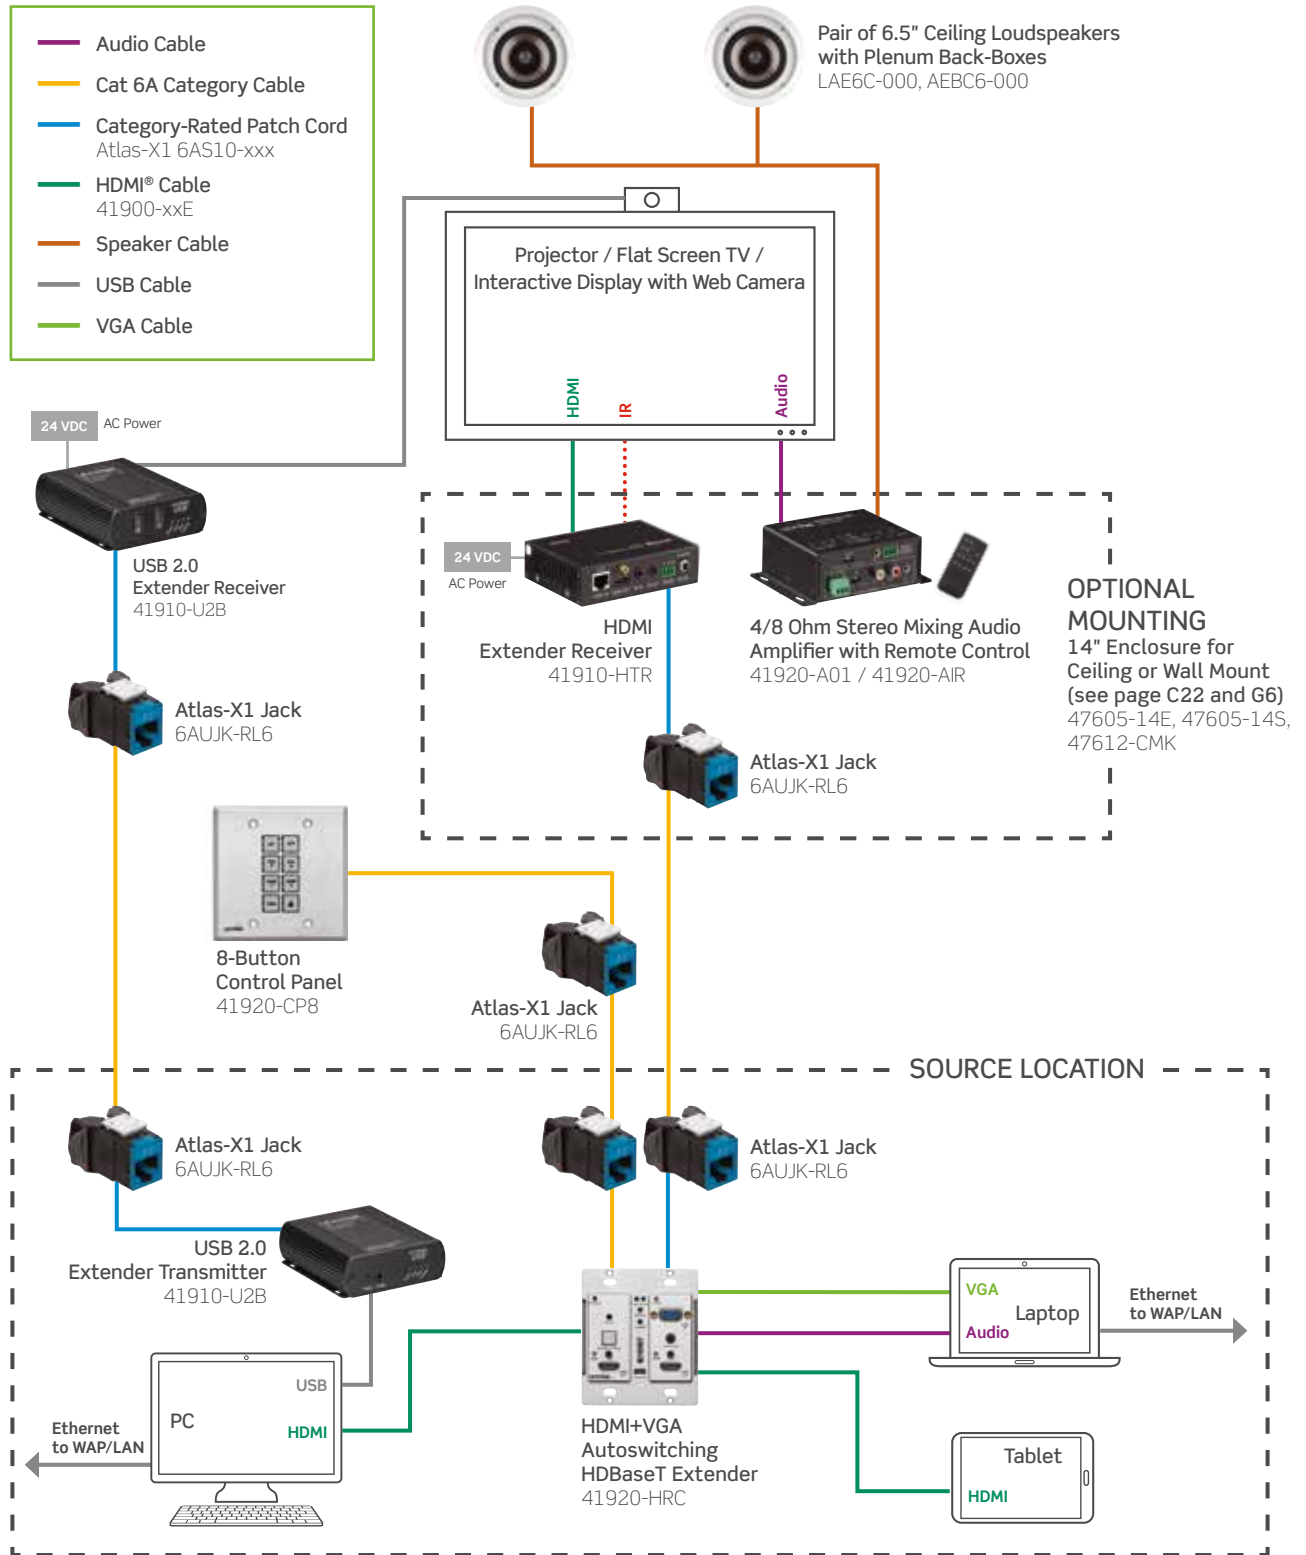 Audio Cable
Cat 6A Category Cable
Category-Rated Patch Cord
Atlas-X1 6AS10-xxx
HDMI® Cable
41900-xxE
Speaker Cable
USB Cable
VGA Cable
Pair of 6.5" Ceiling Loudspeakers
with Plenum Back-Boxes
LAE6C-000, AEBC6-000
Projector / Flat Screen TV /
Interactive Display with Web Camera
HDMI
IR
Audio
24 VDC
AC Power
USB 2.0
Extender Receiver
41910-U2B
24 VDC
AC Power
HDMI
Extender Receiver
41910-HTR
4/8 Ohm Stereo Mixing Audio
Amplifier with Remote Control
41920-A01 / 41920-AIR
OPTIONAL
MOUNTING
14" Enclosure for
Ceiling or Wall Mount
(see page C22 and G6)
47605-14E, 47605-14S,
47612-CMK
Atlas-X1 Jack
6AUJK-RL6
Atlas-X1 Jack
6AUJK-RL6
8-Button
Control Panel
41920-CP8
Atlas-X1 Jack
6AUJK-RL6
SOURCE LOCATION
Atlas-X1 Jack
6AUJK-RL6
Atlas-X1 Jack
6AUJK-RL6
USB 2.0
Extender Transmitter
41910-U2B
VGA
Laptop
Audio
Ethernet
to WAP/LAN
USB
PC
HDMI
Ethernet
to WAP/LAN
HDMI+VGA
Autoswitching
HDBaseT Extender
41920-HRC
Tablet
HDMI